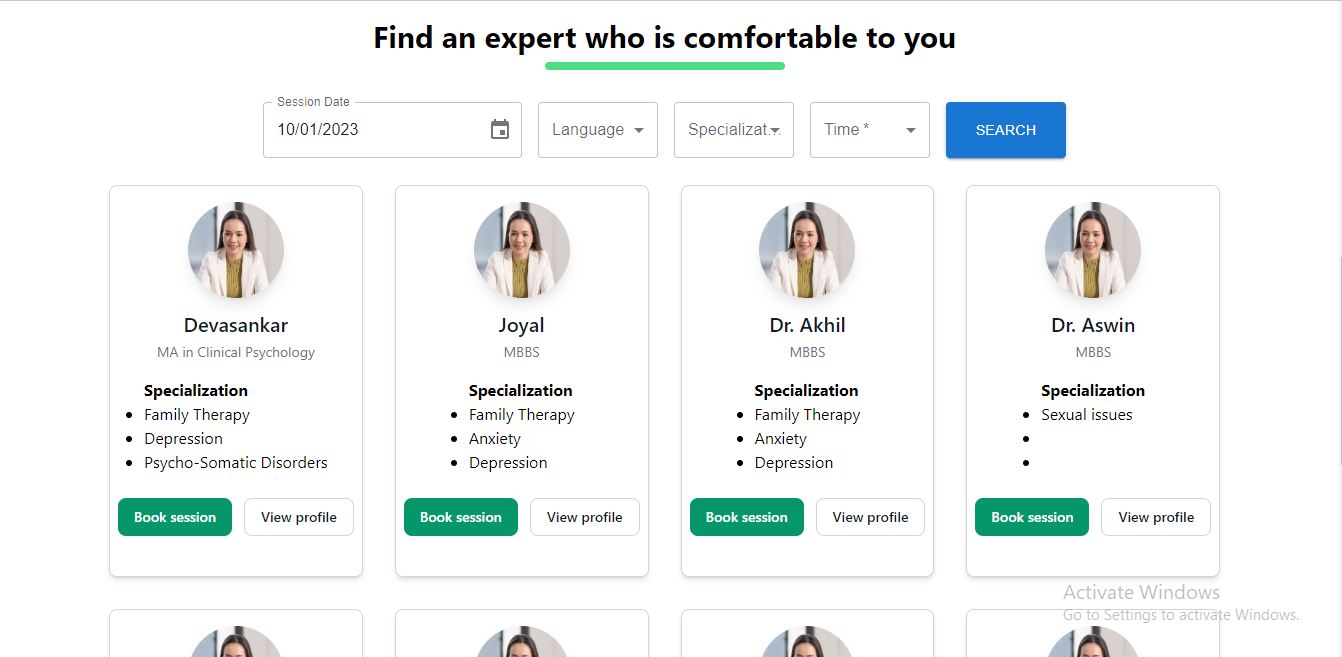 Find an expert who is comfortable to you
Session Date
10/01/2023
Language
Specializat...
Time *
SEARCH
Devasankar
MA in Clinical Psychology
Specialization
• Family Therapy
• Depression
• Psycho-Somatic Disorders
Book session View profile
Joyal
MBBS
Specialization
• Family Therapy
• Anxiety
• Depression
Book session View profile
Dr. Akhil
MBBS
Specialization
• Family Therapy
• Anxiety
• Depression
Book session View profile
Dr. Aswin
MBBS
Specialization
• Sexual issues
•
•
Book session View profile
Activate Windows
Go to Settings to activate Windows.